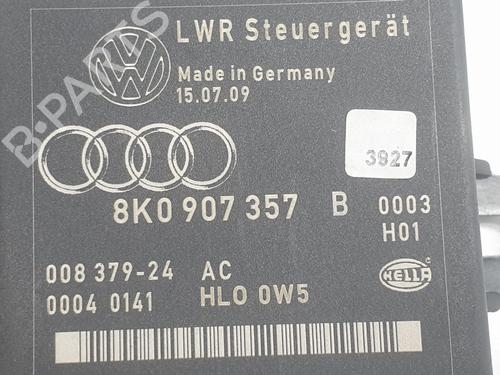 LWR Steuergerät
Made in Germany
15.07.09
B-PARTS
3927
8K0 907 357 B 0003
H01
008 379-24 AC
0004 0141 HLO 0W5
HELLA